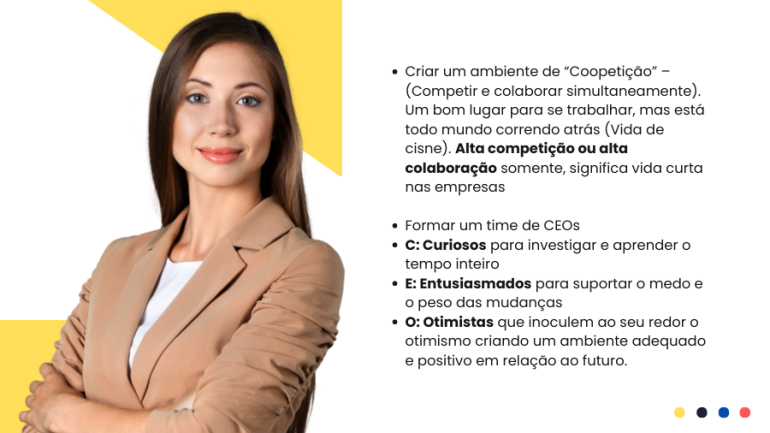 • Criar um ambiente de “Coopetição” –
(Competir e colaborar simultaneamente).
Um bom lugar para se trabalhar, mas está
todo mundo correndo atrás (Vida de
cisne). Alta competição ou alta
colaboração somente, significa vida curta
nas empresas
• Formar um time de CEOs
• C: Curiosos para investigar e aprender o
tempo inteiro
• E: Entusiasmados para suportar o medo e
o peso das mudanças
• O: Otimistas que inoculem ao seu redor o
otimismo criando um ambiente adequado
e positivo em relação ao futuro.